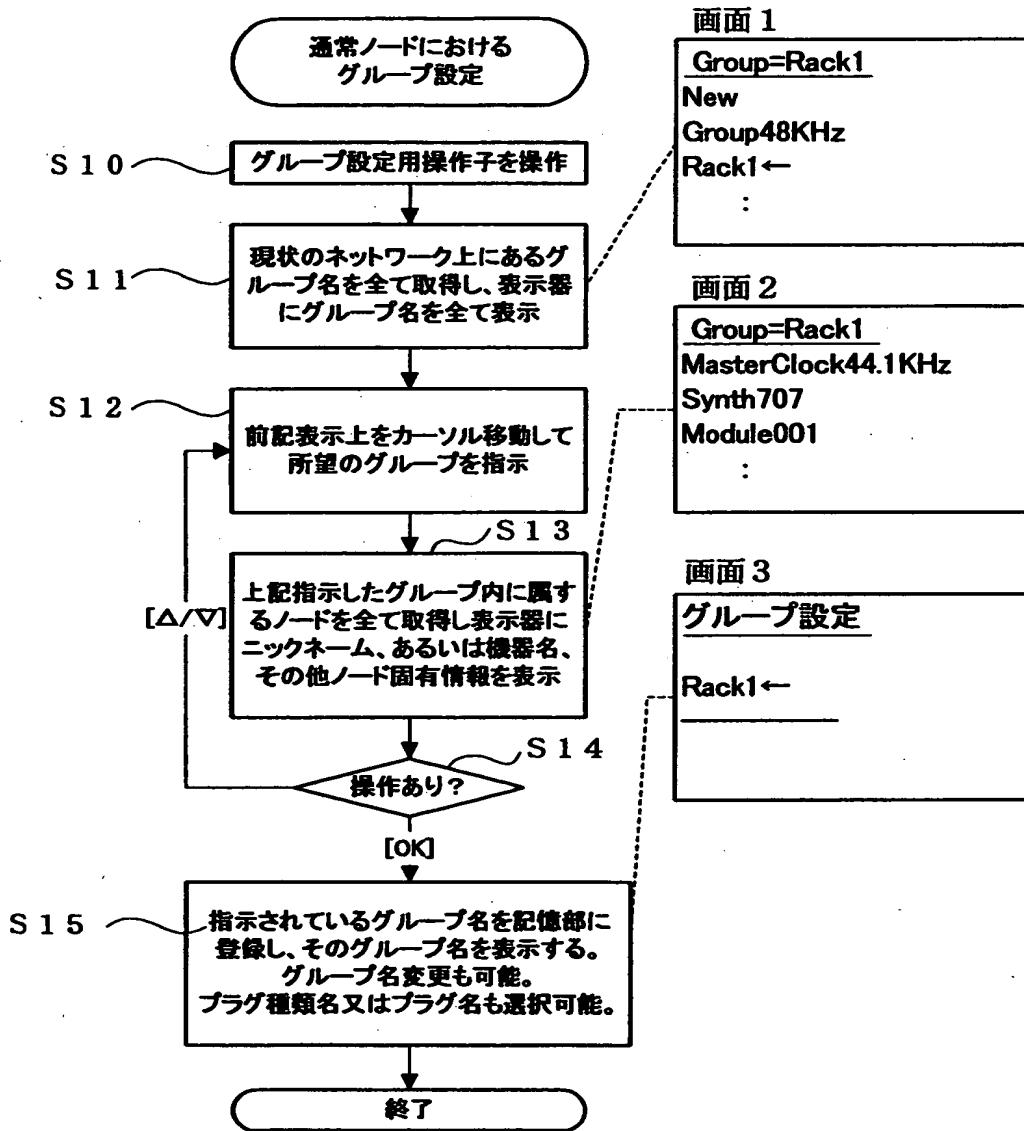 通常ノードにおける
グループ設定
S10
グループ設定用操作子を操作
S11
現状のネットワーク上にあるグ
ループ名を全て取得し、表示器
にグループ名を全て表示
S12
前記表示上をカーソル移動して
所望のグループを指示
S13
上記指示したグループ内に属す
るノードを全て取得し表示器に
ニックネーム、あるいは機器名、
その他ノード固有情報を表示
[△/▽]
S14
操作あり?
[OK]
S15
指示されているグループ名を記憶部に
登録し、そのグループ名を表示する。
グループ名変更も可能。
プラグ種類名又はプラグ名も選択可能。
終了
画面1
Group=Rack1
New
Group48KHz
Rack1←
:
画面2
Group=Rack1
MasterClock44.1KHz
Synth707
Module001
:
画面3
グループ設定
Rack1←